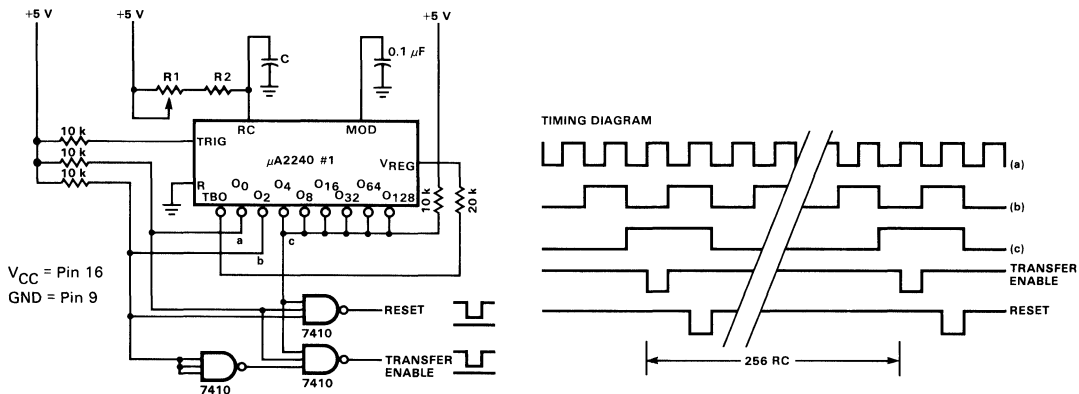 +5 V
+5 V
+5 V
R1
R2
C
0.1 μF
10 k
10 k
10 k
TRIG
RC
MOD
μA2240 #1
VREG
R
TBO
O0
O2
O4
O8
O16
O32
O64
O128
10 k
20 k
a
b
c
VCC = Pin 16
GND = Pin 9
7410
RESET
7410
7410
TRANSFER
ENABLE
TIMING DIAGRAM
(a)
(b)
(c)
TRANSFER
ENABLE
RESET
256 RC